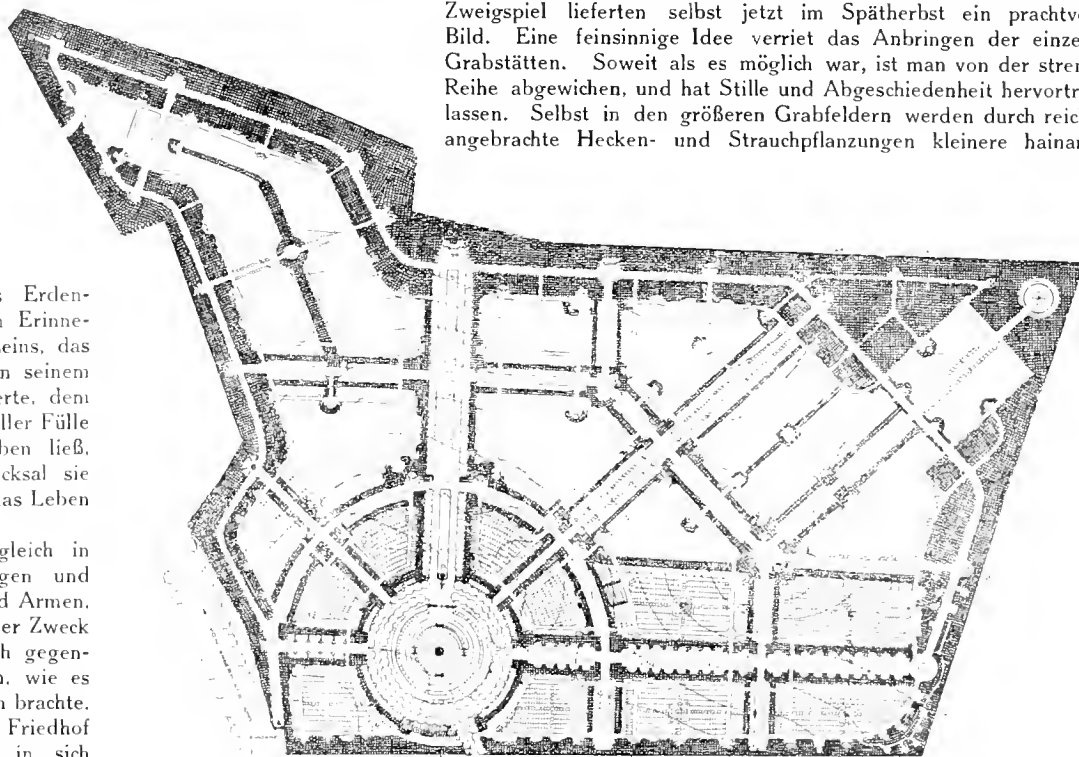 Zweigspiel lieferten selbst jetzt im Spätherbst ein prachtv
Bild. Eine feinsinnige Idee verriet das Anbringen der einze
Grabstätten. Soweit als es möglich war, ist man von der stren
Reihe abgewichen, und hat Stille und Abgeschiedenheit hervortr
lassen. Selbst in den größeren Grabfeldern werden durch reic
angebrachte Hecken- und Strauchpflanzungen kleinere hainar
s Erden-
n Erinne-
eins, das
n seinem
erte, dem
ller Fülle
ben ließ,
cksal sie
las Leben
gleich in
gen und
d Armen,
er Zweck
h gegen-
n, wie es
n brachte.
Friedhof
in sich